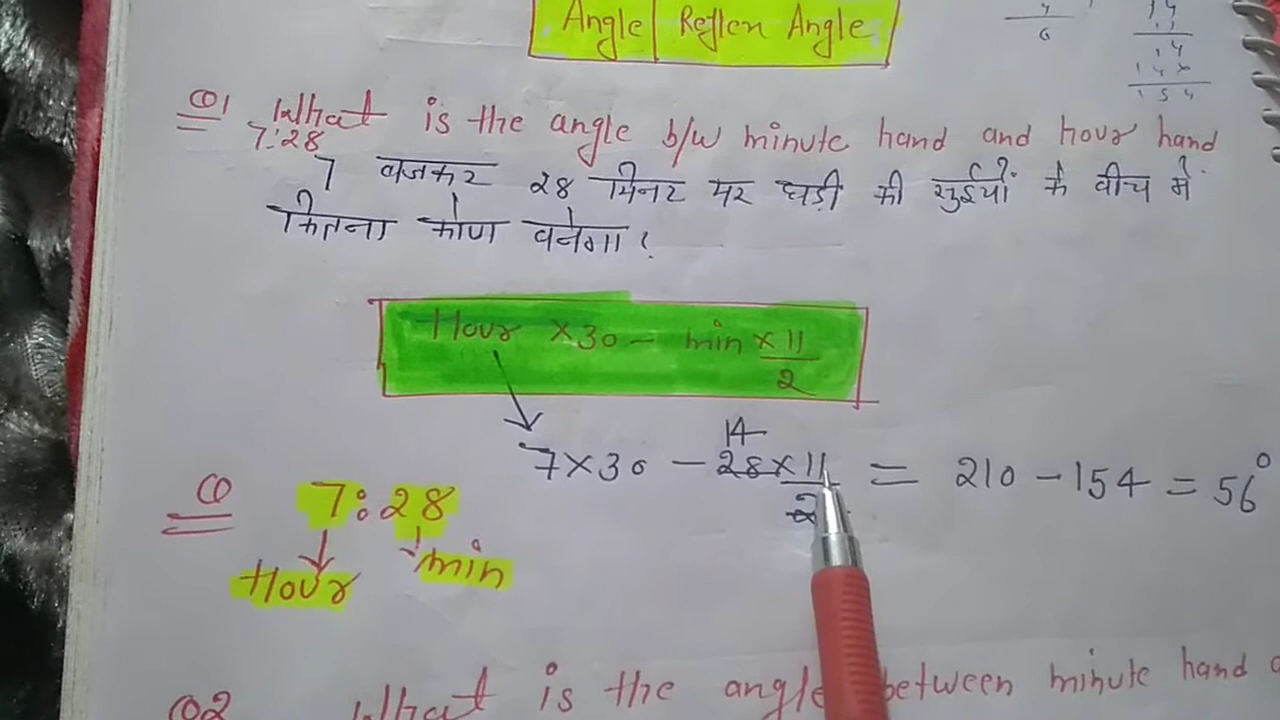 Angle | Reflex Angle
Q1 What is the angle b/w minute hand and hour hand
7:28
7 बजकर 28 मिनट पर घड़ी की सुईयों के बीच में
कितना कोण बनेगा?
Hour ×30 – min × 11/2
7×30 – 28×11/2 = 210 – 154 = 56°
14
Q 7:28
Hour min
Q2 What is the angle between minute hand